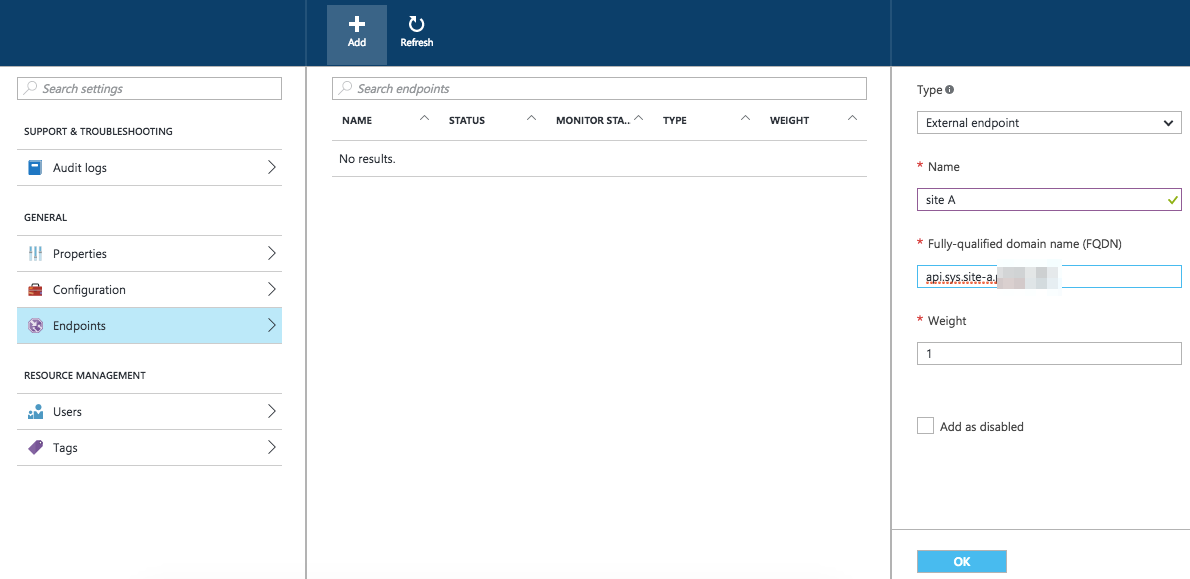 Add
Refresh
Search settings
SUPPORT & TROUBLESHOOTING
Audit logs
GENERAL
Properties
Configuration
Endpoints
RESOURCE MANAGEMENT
Users
Tags
Search endpoints
NAME STATUS MONITOR STA.. TYPE WEIGHT
No results.
Type
External endpoint
* Name
site A
* Fully-qualified domain name (FQDN)
api.sys.site-a.
* Weight
1
Add as disabled
OK